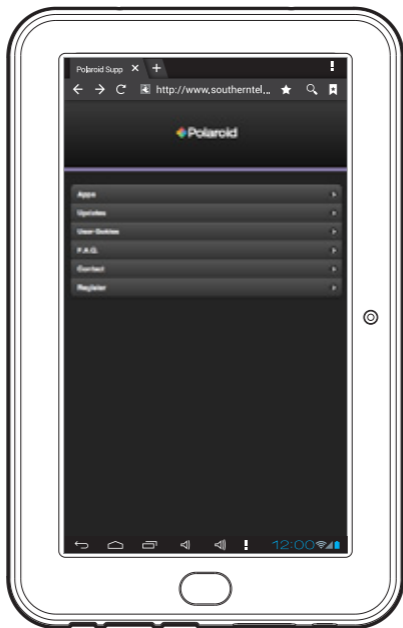 Polaroid Supp
http://www.southerntel...
Polaroid
Apps
Updates
User Guides
F.A.Q.
Contact
Register
12:00